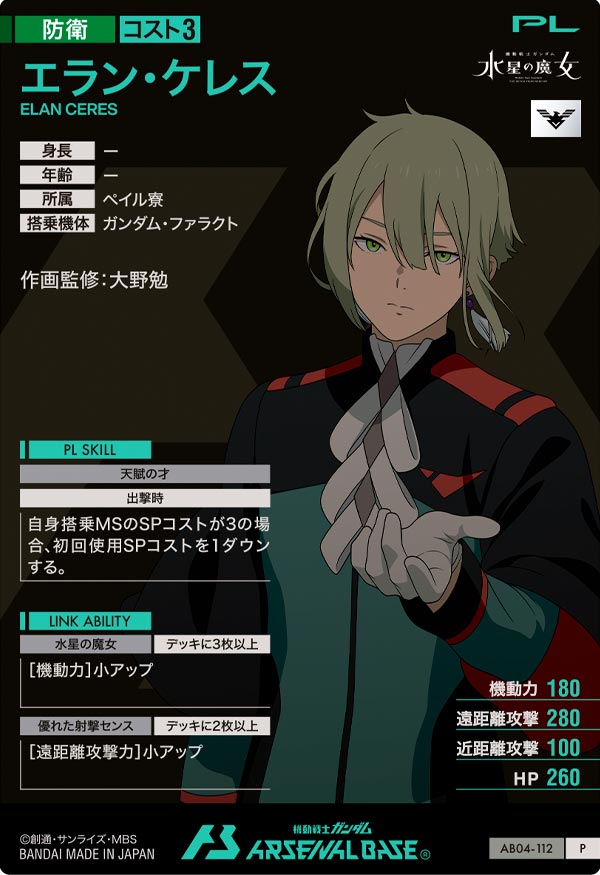 防衛 コスト3
PL
エラン・ケレス
ELAN CERES
機動戦士ガンダム
水星の魔女
身長 ー
年齢 ー
所属 ペイル寮
搭乗機体 ガンダム・ファラクト
作画監修：大野勉
PL SKILL
天賦の才
出撃時
自身搭乗MSのSPコストが3の場
合、初回使用SPコストを1ダウン
する。
LINK ABILITY
水星の魔女 デッキに3枚以上
[機動力]小アップ
優れた射撃センス デッキに2枚以上
[遠距離攻撃力]小アップ
機動力 180
遠距離攻撃 280
近距離攻撃 100
HP 260
©創通・サンライズ・MBS
BANDAI MADE IN JAPAN
機動戦士ガンダム
ARSENAL BASE®
AB04-112 P